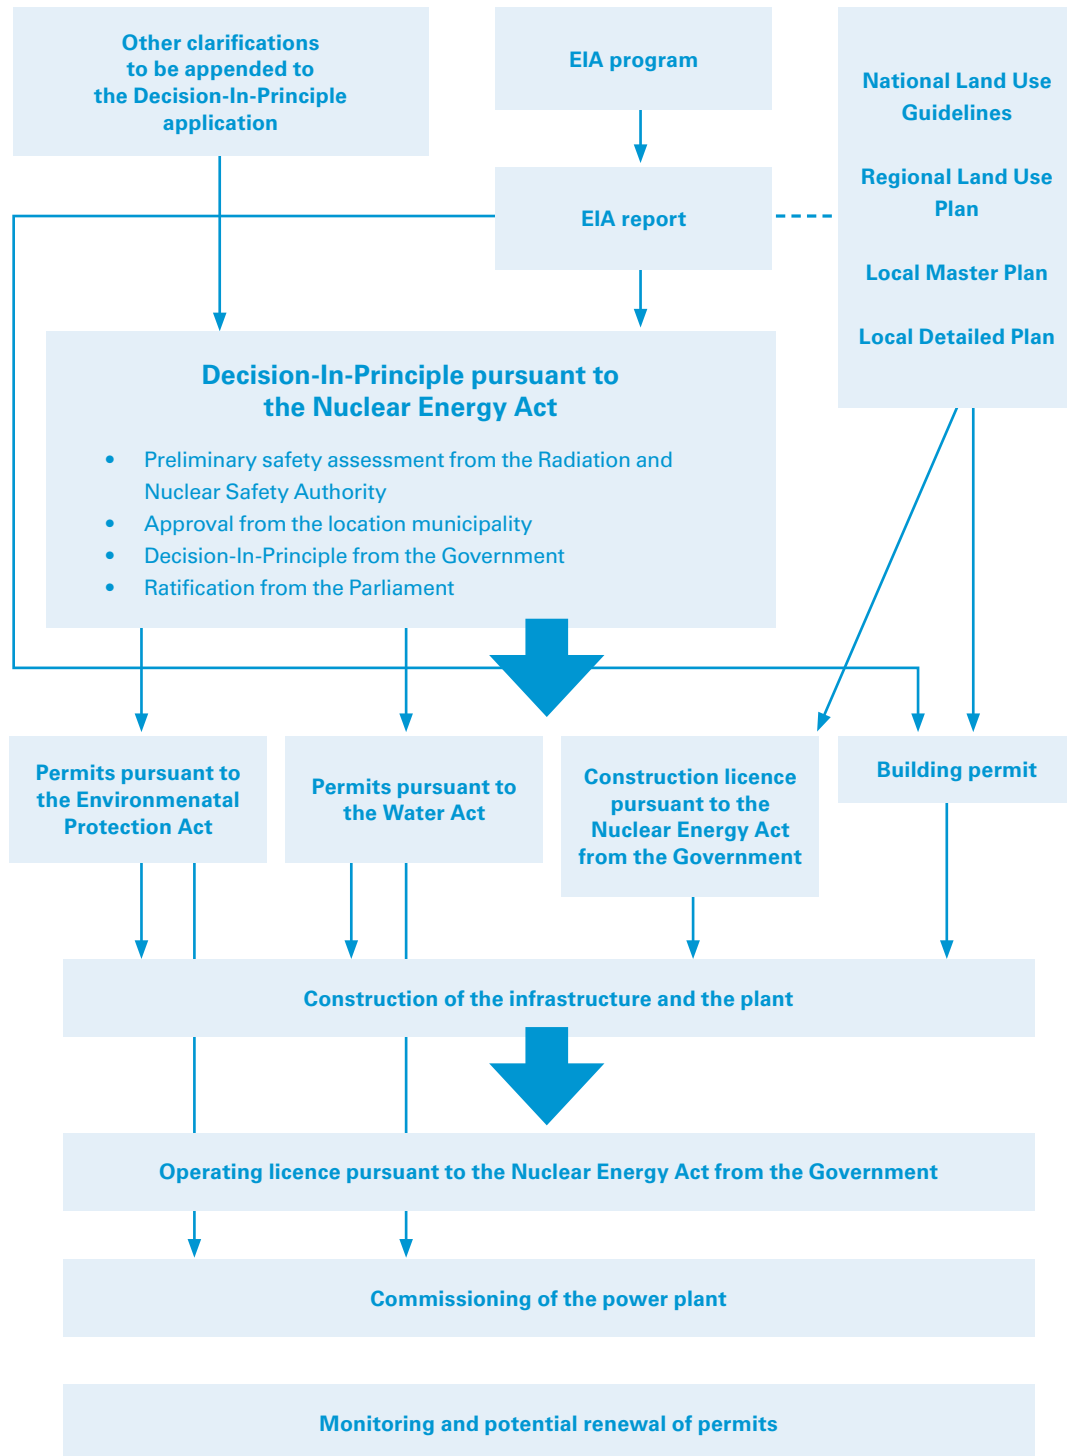 Other clarifications
to be appended to
the Decision-In-Principle
application
EIA program
National Land Use
Guidelines
Regional Land Use
Plan
Local Master Plan
Local Detailed Plan
EIA report
Decision-In-Principle pursuant to
the Nuclear Energy Act
• Preliminary safety assessment from the Radiation and
Nuclear Safety Authority
• Approval from the location municipality
• Decision-In-Principle from the Government
• Ratification from the Parliament
Permits pursuant to
the Environmenatal
Protection Act
Permits pursuant to
the Water Act
Construction licence
pursuant to the
Nuclear Energy Act
from the Government
Building permit
Construction of the infrastructure and the plant
Operating licence pursuant to the Nuclear Energy Act from the Government
Commissioning of the power plant
Monitoring and potential renewal of permits